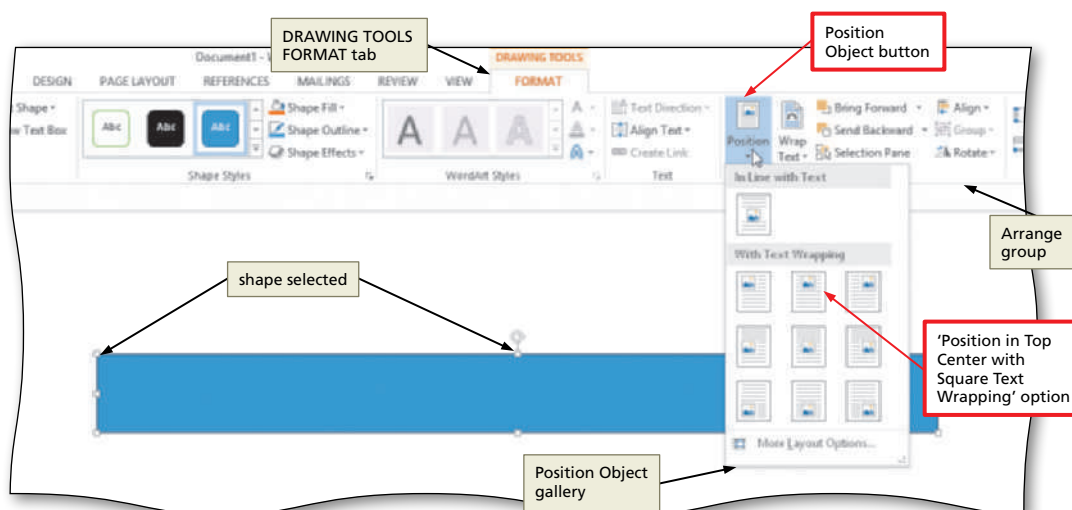 DRAWING TOOLS
FORMAT tab
Position
Object button
Document1 - W
DRAWING TOOLS
DESIGN PAGE LAYOUT REFERENCES MAILINGS REVIEW VIEW FORMAT
Shape
w Text Box
Abc Abc Abc
Shape Fill
Shape Outline
Shape Effects
Shape Styles
A A A
A
A
A
WordArt Styles
Text Direction
Align Text
Create Link
Text
Position
Wrap
Text
Bring Forward
Send Backward
Selection Pane
Align
Group
Rotate
In Line with Text
With Text Wrapping
More Layout Options...
Arrange
group
shape selected
'Position in Top
Center with
Square Text
Wrapping' option
Position Object
gallery